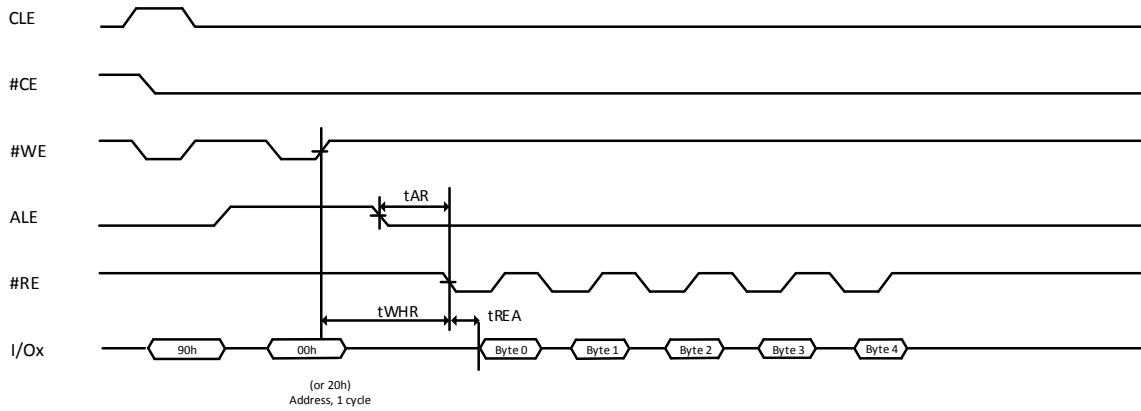 CLE
#CE
#WE
ALE
tAR
#RE
tWHR
tREA
I/Ox
90h
00h
Byte 0
Byte 1
Byte 2
Byte 3
Byte 4
(or 20h)
Address, 1 cycle